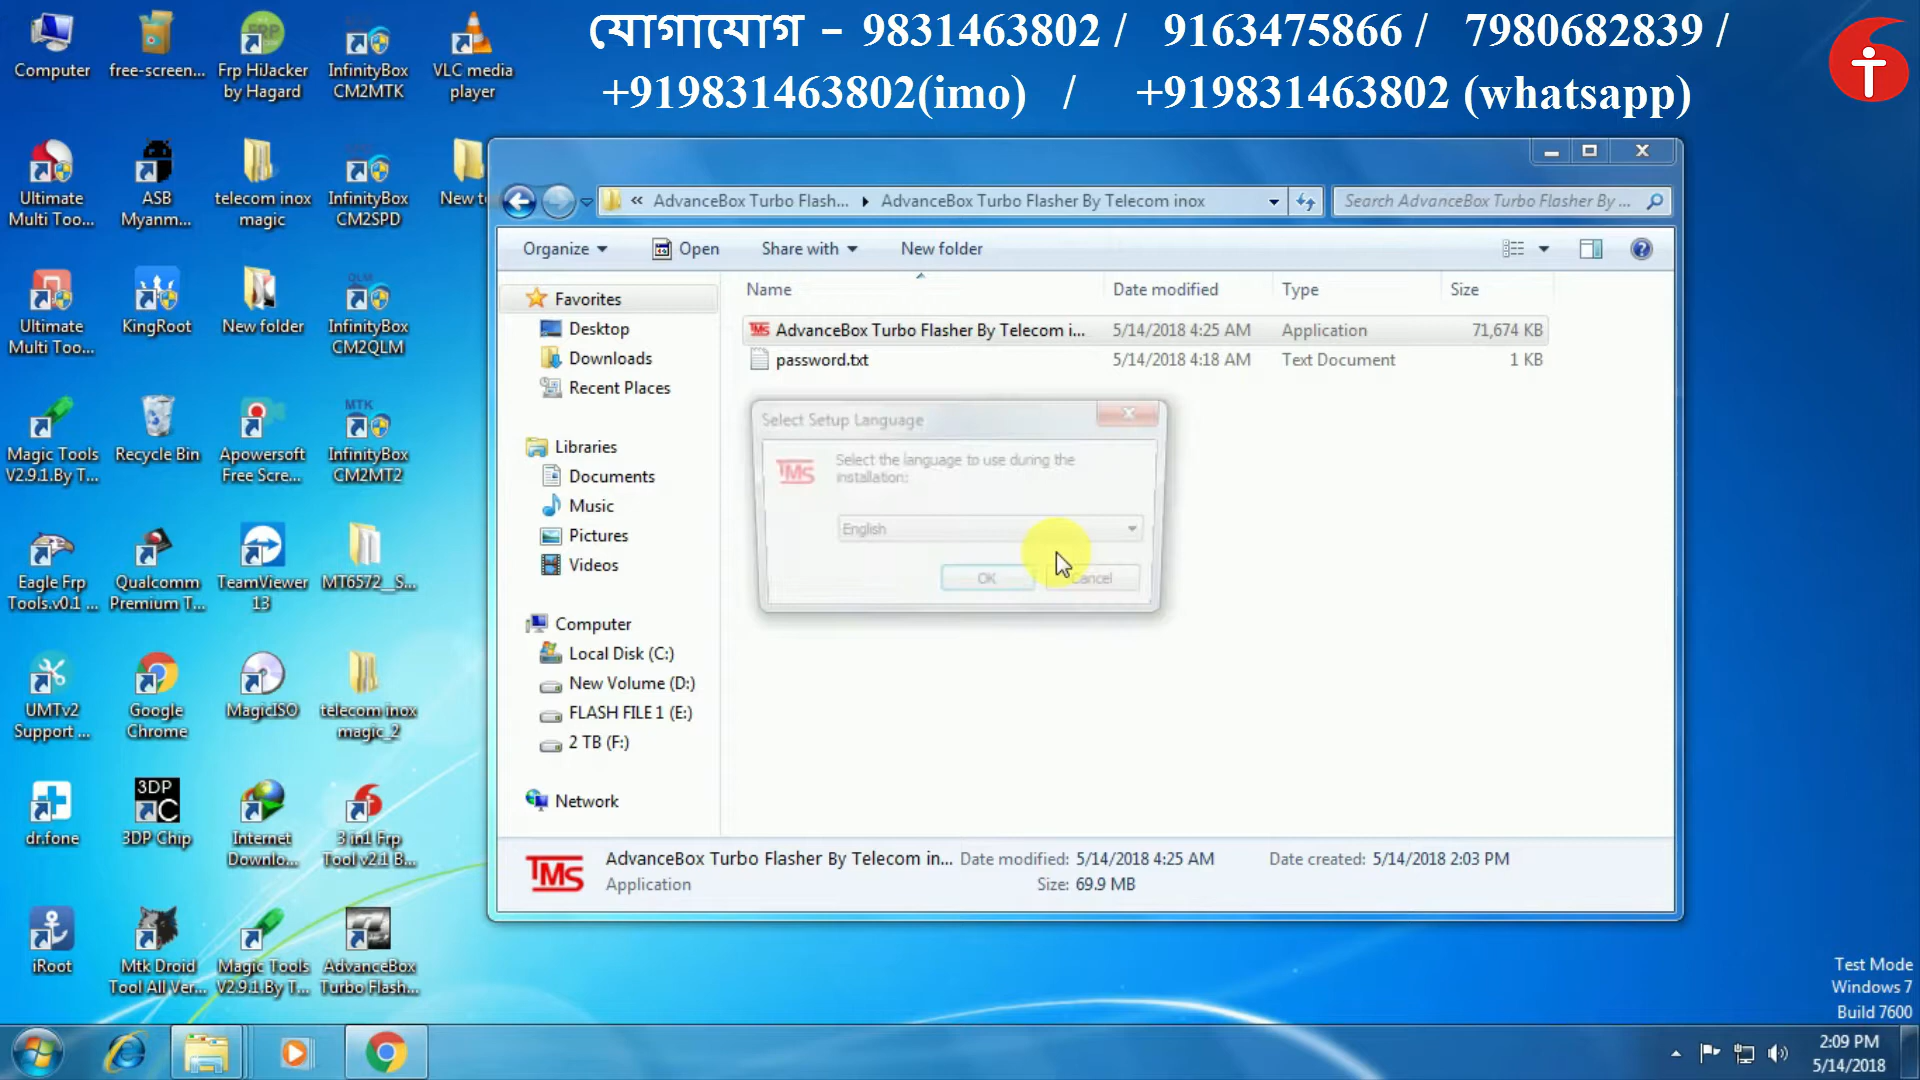 যোগাযোগ – 9831463802 / 9163475866 / 7980682839 /
+919831463802(imo) / +919831463802 (whatsapp)
Computer
free-screen...
Frp HiJacker
by Hagard
InfinityBox
CM2MTK
VLC media
player
Ultimate
Multi Too...
ASB
Myanm...
telecom inox
magic
InfinityBox
CM2SPD
New t
Ultimate
Multi Too...
KingRoot
New folder
InfinityBox
CM2QLM
Magic Tools
V2.9.1.By T...
Recycle Bin
Apowersoft
Free Scre...
MTK
InfinityBox
CM2MT2
Eagle Frp
Tools.v0.1 ...
Qualcomm
Premium T...
TeamViewer
13
MT6572__S...
UMTv2
Support ...
Google
Chrome
MagicISO
telecom inox
magic_2
dr.fone
3DP
C
3DP Chip
Internet
Downlo...
3 in1 Frp
Tool v2.1 B...
iRoot
Mtk Droid
Tool All Ver...
Magic Tools
V2.9.1.By T...
AdvanceBox
Turbo Flash...
« AdvanceBox Turbo Flash... AdvanceBox Turbo Flasher By Telecom inox
Search AdvanceBox Turbo Flasher By ...
Organize Open Share with New folder
Favorites
Desktop
Downloads
Recent Places
Libraries
Documents
Music
Pictures
Videos
Computer
Local Disk (C:)
New Volume (D:)
FLASH FILE 1 (E:)
2 TB (F:)
Network
Name Date modified Type Size
TMS AdvanceBox Turbo Flasher By Telecom i... 5/14/2018 4:25 AM Application 71,674 KB
password.txt 5/14/2018 4:18 AM Text Document 1 KB
Select Setup Language
TMS
Select the language to use during the
installation:
English
OK Cancel
TMS
AdvanceBox Turbo Flasher By Telecom in... Date modified: 5/14/2018 4:25 AM Date created: 5/14/2018 2:03 PM
Application Size: 69.9 MB
Test Mode
Windows 7
Build 7600
2:09 PM
5/14/2018